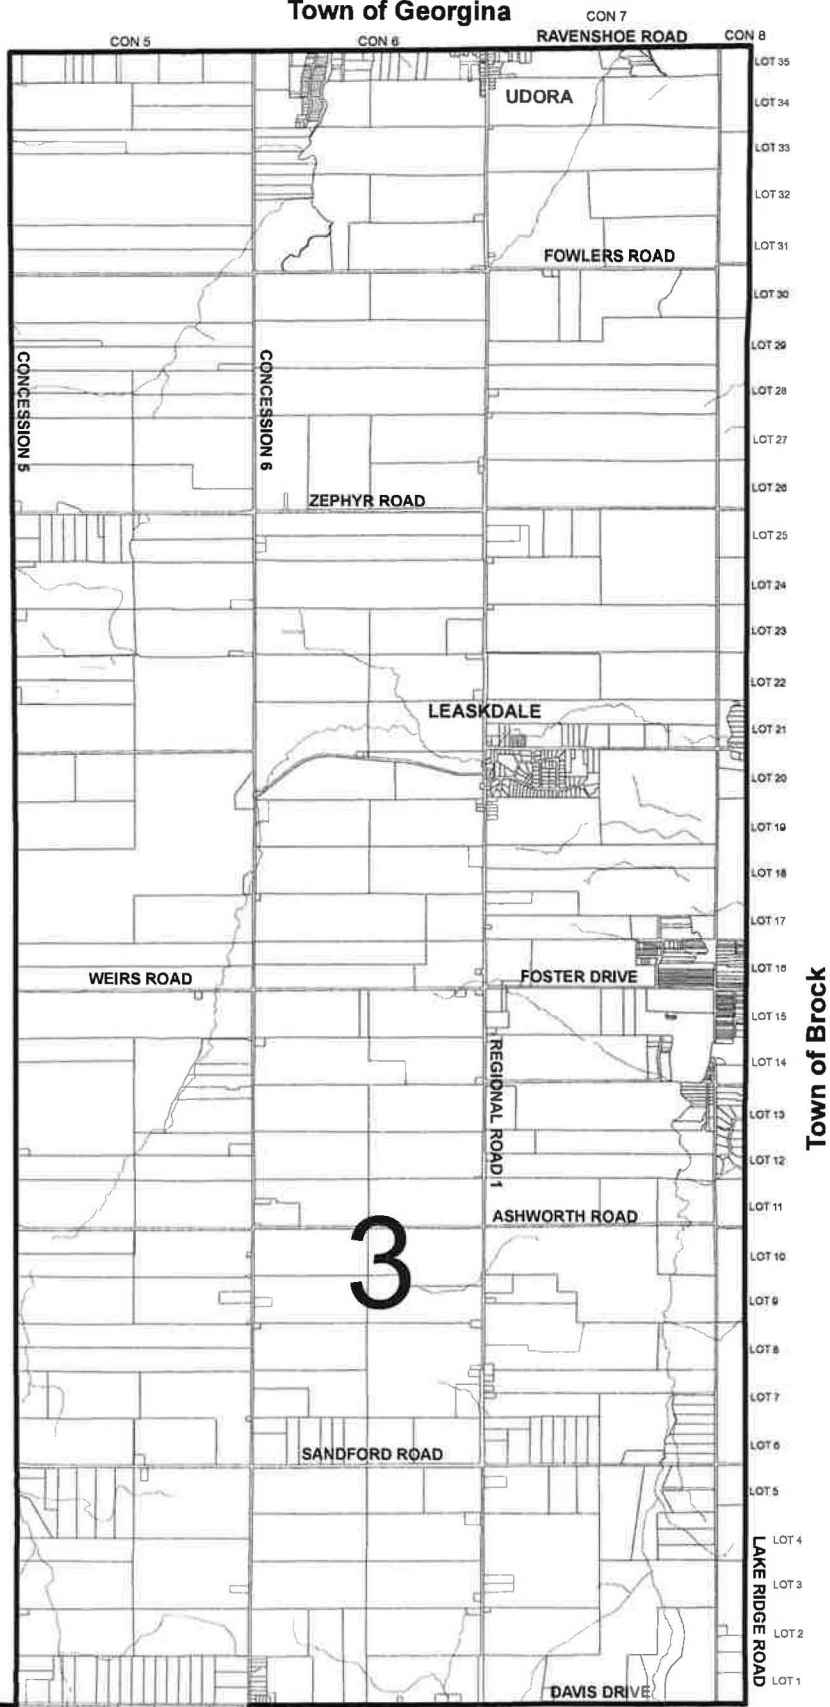 Town of Georgina
CON 5
CON 6
CON 7
CON 8
RAVENSHOE ROAD
LOT 35
UDORA
LOT 34
LOT 33
LOT 32
LOT 31
FOWLERS ROAD
LOT 30
LOT 29
CONCESSION 5
CONCESSION 6
LOT 28
LOT 27
LOT 26
ZEPHYR ROAD
LOT 25
LOT 24
LOT 23
LOT 22
LEASKDALE
LOT 21
LOT 20
LOT 19
LOT 18
LOT 17
LOT 16
WEIRS ROAD
FOSTER DRIVE
Town of Brock
LOT 15
REGIONAL ROAD 1
LOT 14
LOT 13
LOT 12
LOT 11
ASHWORTH ROAD
3
LOT 10
LOT 9
LOT 8
LOT 7
LOT 6
SANDFORD ROAD
LOT 5
LOT 4
LAKE RIDGE ROAD
LOT 3
LOT 2
LOT 1
DAVIS DRIVE